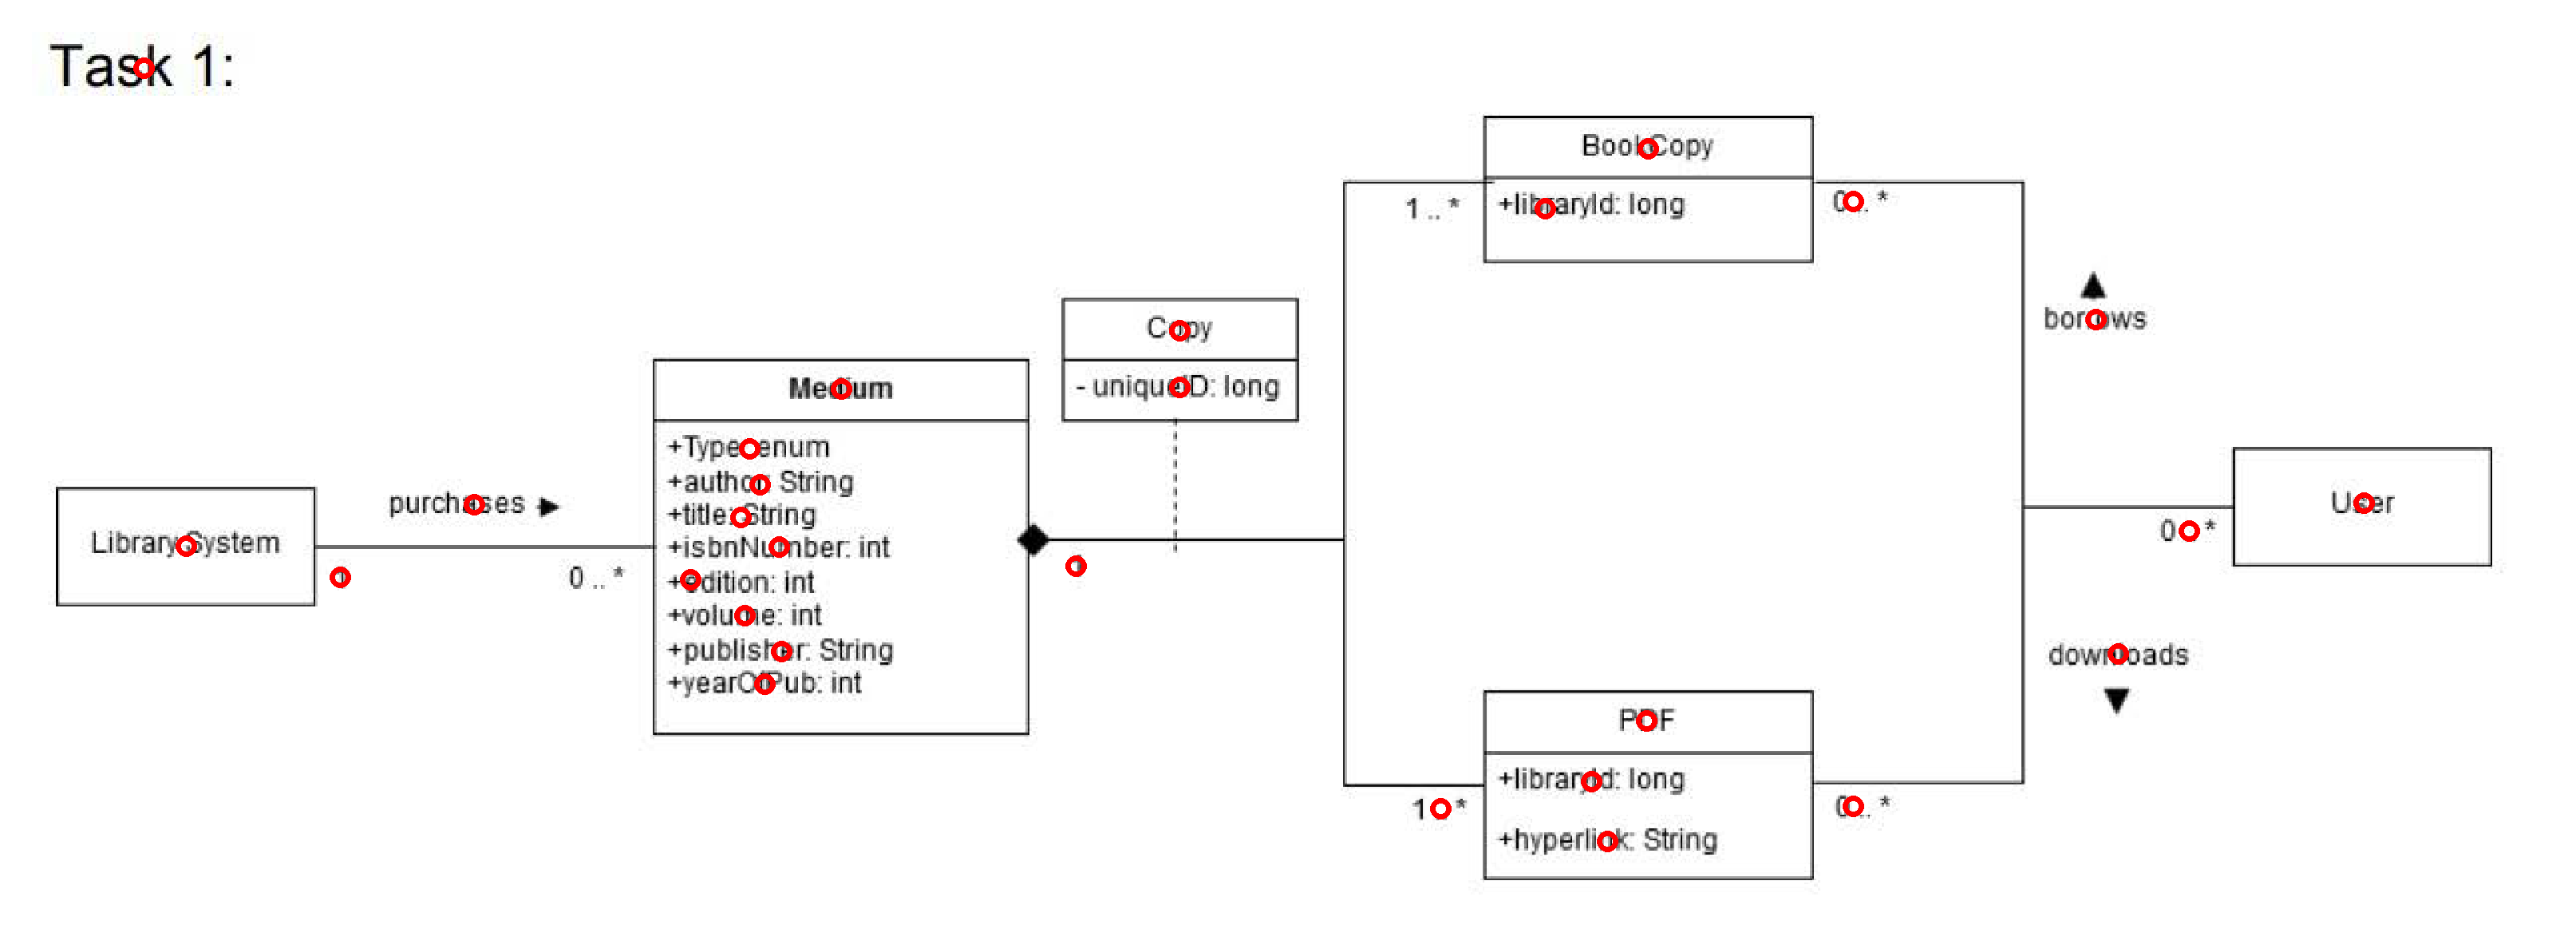 Task 1:
BookCopy
+libraryId: long
1 .. *
0 .. *
borrows
Copy
- uniqueID: long
Medium
+Type: enum
+author: String
+title: String
+isbnNumber: int
+edition: int
+volume: int
+publisher: String
+yearOfPub: int
purchases
Library System
1
0 .. *
1
User
0 .. *
downloads
PDF
+libraryId: long
+hyperlink: String
1 .. *
0 .. *